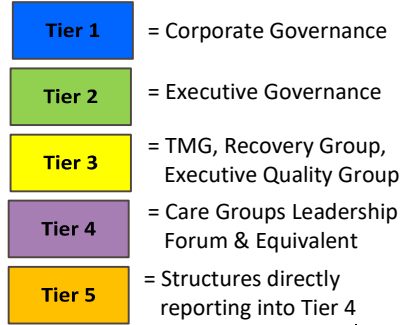 Tier 1 = Corporate Governance
Tier 2 = Executive Governance
Tier 3 = TMG, Recovery Group,
Executive Quality Group
Tier 4 = Care Groups Leadership
Forum & Equivalent
Tier 5 = Structures directly
reporting into Tier 4